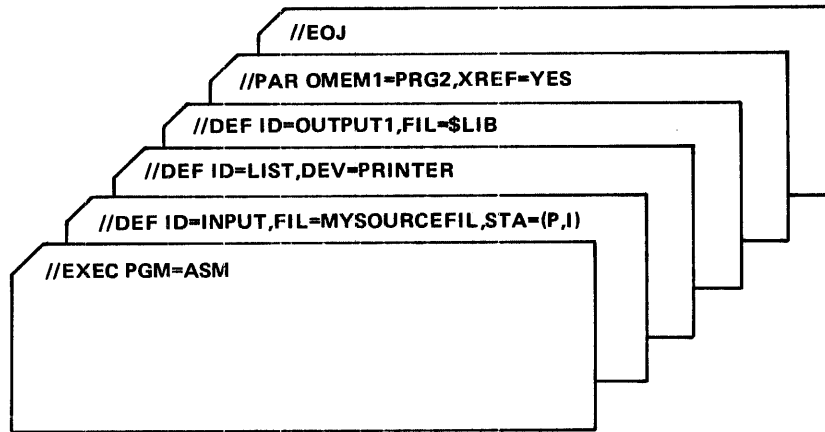 //EOJ
//PAR OMEM1=PRG2,XREF=YES
//DEF ID=OUTPUT1,FIL=$LIB
//DEF ID=LIST,DEV=PRINTER
//DEF ID=INPUT,FIL=MYSOURCEFIL,STA=(P,I)
//EXEC PGM=ASM